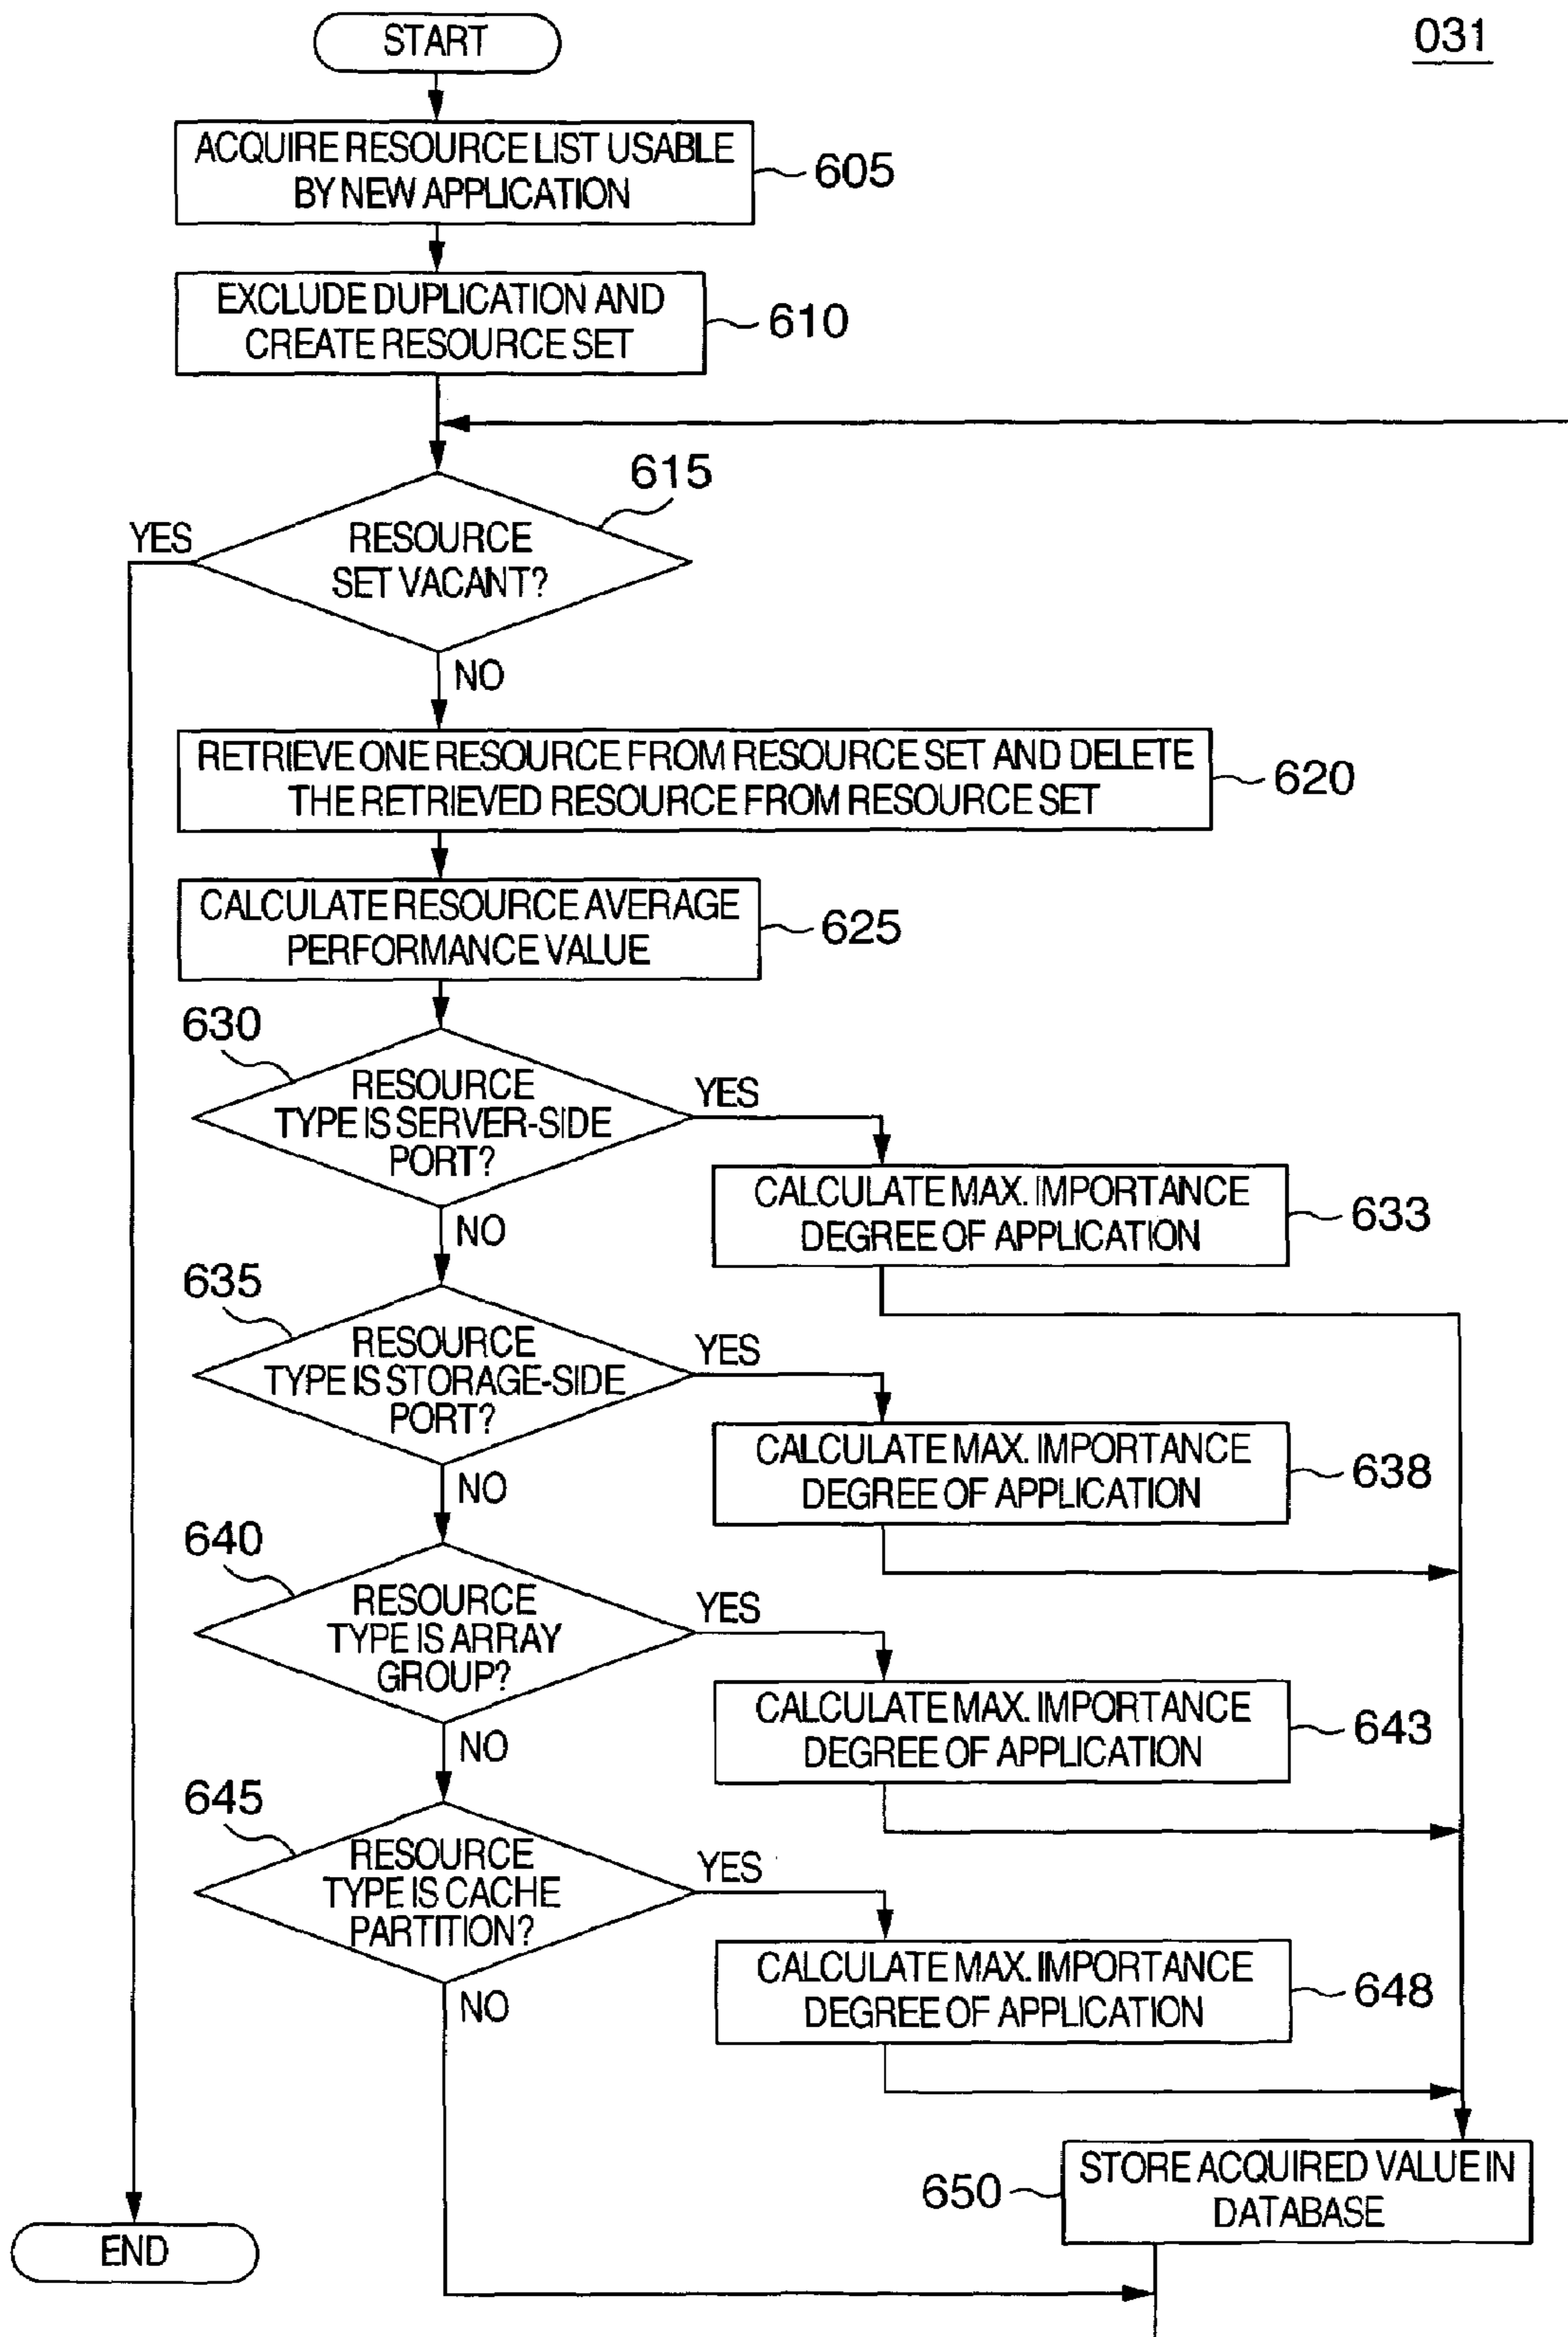 031
START
ACQUIRE RESOURCE LIST USABLE
BY NEW APPLICATION
605
EXCLUDE DUPLICATION AND
CREATE RESOURCE SET
610
615
YES
RESOURCE
SET VACANT?
NO
RETRIEVE ONE RESOURCE FROM RESOURCE SET AND DELETE
THE RETRIEVED RESOURCE FROM RESOURCE SET
620
CALCULATE RESOURCE AVERAGE
PERFORMANCE VALUE
625
630
RESOURCE
TYPE IS SERVER-SIDE
PORT?
YES
NO
CALCULATE MAX. IMPORTANCE
DEGREE OF APPLICATION
633
635
RESOURCE
TYPE IS STORAGE-SIDE
PORT?
YES
NO
CALCULATE MAX. IMPORTANCE
DEGREE OF APPLICATION
638
640
RESOURCE
TYPE IS ARRAY
GROUP?
YES
NO
CALCULATE MAX. IMPORTANCE
DEGREE OF APPLICATION
643
645
RESOURCE
TYPE IS CACHE
PARTITION?
YES
NO
CALCULATE MAX. IMPORTANCE
DEGREE OF APPLICATION
648
650
STORE ACQUIRED VALUE IN
DATABASE
END